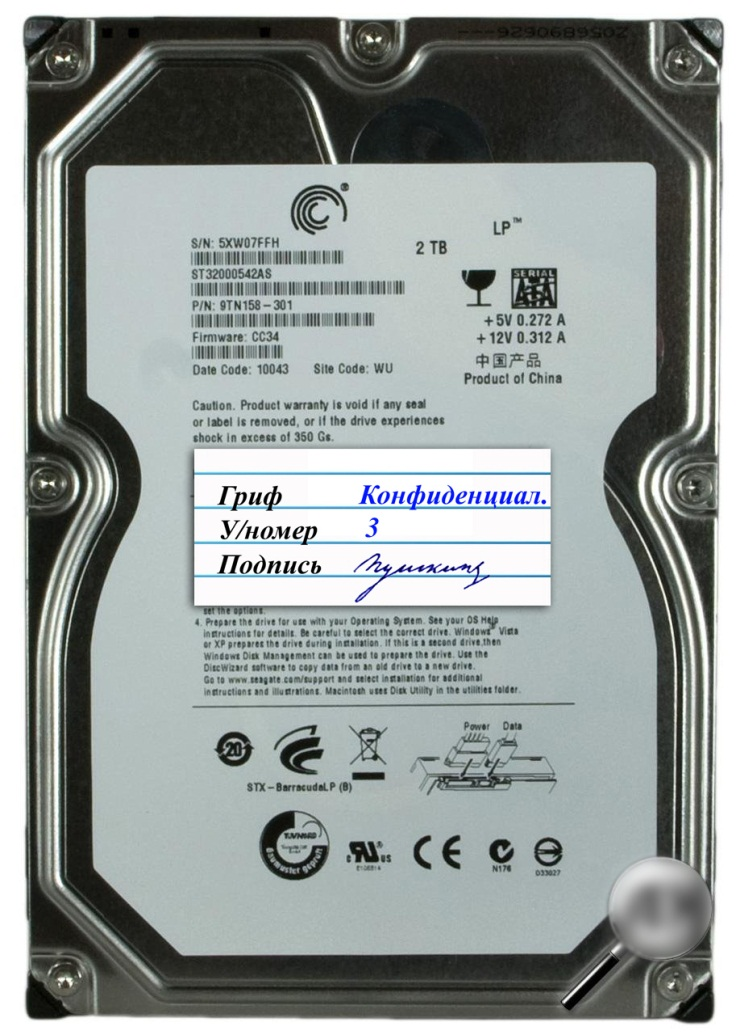 S/N: 5XW07FFH
LP™
2 TB
ST32000542AS
SERIAL
ATA
P/N: 9TN158-301
+5V 0.272 A
+12V 0.312 A
Firmware: CC34
中国产品
Date Code: 10043 Site Code: WU
Product of China
Caution. Product warranty is void if any seal
or label is removed, or if the drive experiences
shock in excess of 350 Gs.
Гриф Конфиденциал.
У/номер 3
Подпись
set the options.
4. Prepare the drive for use with your Operating System. See your OS Help
instructions for details. Be careful to select the correct drive. Windows® Vista
or XP prepares the drive during installation. If this is a second drive,then
Windows Disk Management can be used to prepare the drive. Use the
DiscWizard software to copy data from an old drive to a new drive.
Go to www.seagate.com/support and select installation for additional
instructions and illustrations. Macintosh uses Disk Utility in the utilities folder.
Power Data
20
STX-BarracudaLP (B)
Baumuster geprüft
c RU® US
CE
N176